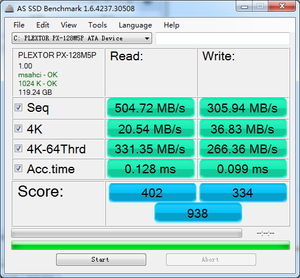 AS SSD Benchmark 1.6.4237.30508
File Edit View Tools Language Help
C: PLEXTOR PX-128M5P ATA Device
PLEXTOR PX-128M5P
1.00
msahci - OK
1024 K - OK
119.24 GB
Read: Write:
Seq 504.72 MB/s 305.94 MB/s
4K 20.54 MB/s 36.83 MB/s
4K-64Thrd 331.35 MB/s 266.36 MB/s
Acc.time 0.128 ms 0.099 ms
Score: 402 334
938
--:--:--
Start Abort